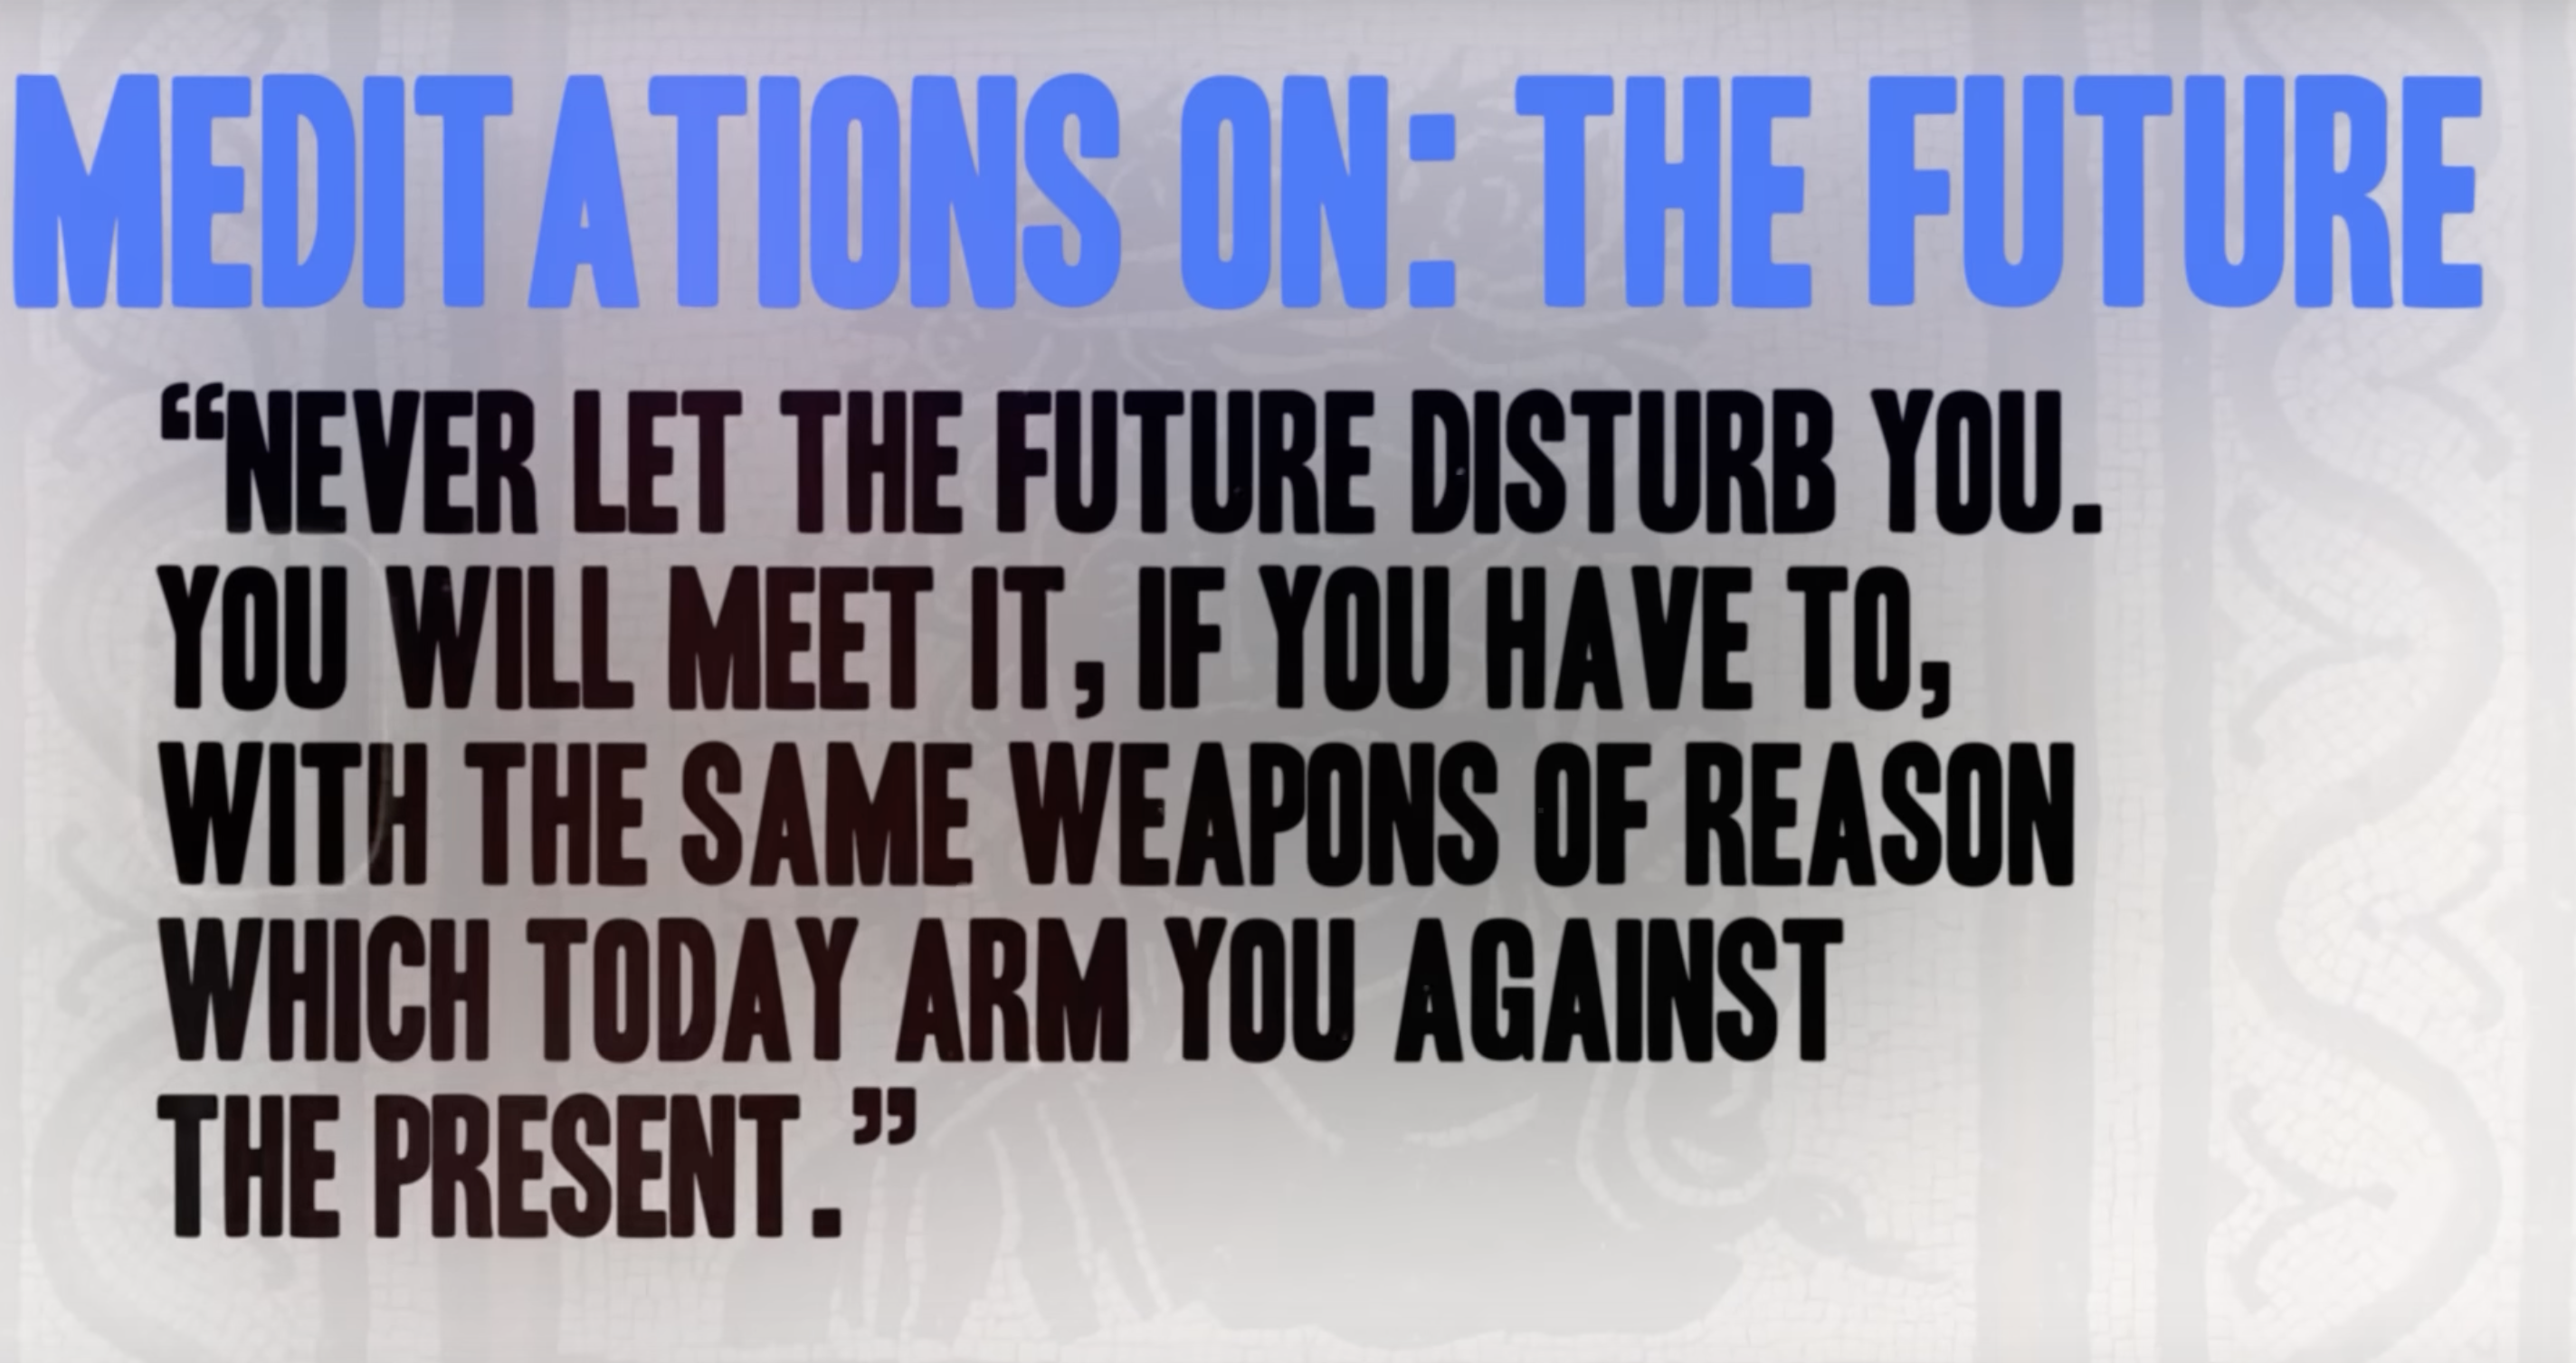 MEDITATIONS ON: THE FUTURE
“NEVER LET THE FUTURE DISTURB YOU.
YOU WILL MEET IT, IF YOU HAVE TO,
WITH THE SAME WEAPONS OF REASON
WHICH TODAY ARM YOU AGAINST
THE PRESENT.”